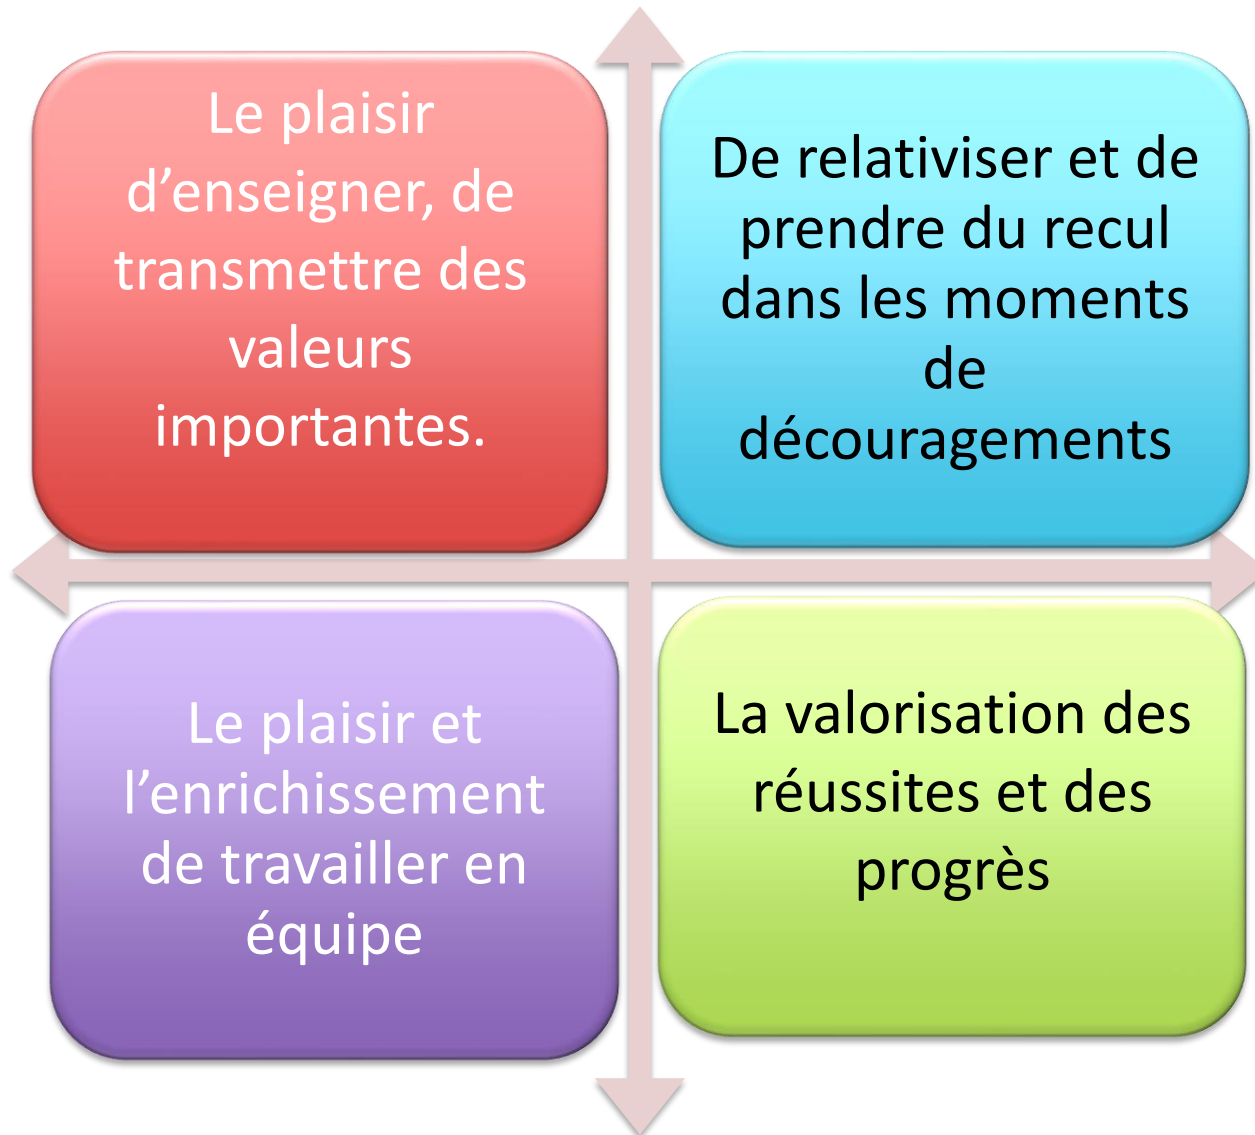 Le plaisir
d’enseigner, de
transmettre des
valeurs
importantes.
De relativiser et de
prendre du recul
dans les moments
de
découragements
Le plaisir et
l’enrichissement
de travailler en
équipe
La valorisation des
réussites et des
progrès